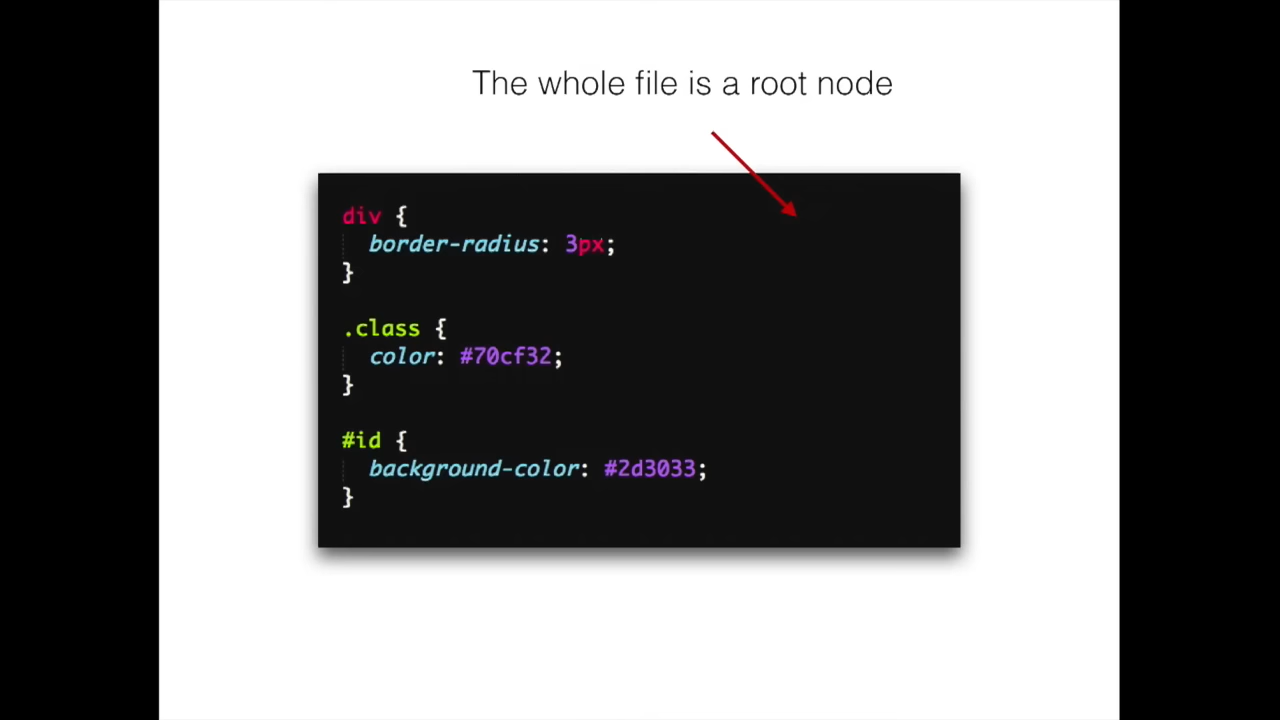 The whole file is a root node
div {
  border-radius: 3px;
}
.class {
  color: #70cf32;
}
#id {
  background-color: #2d3033;
}